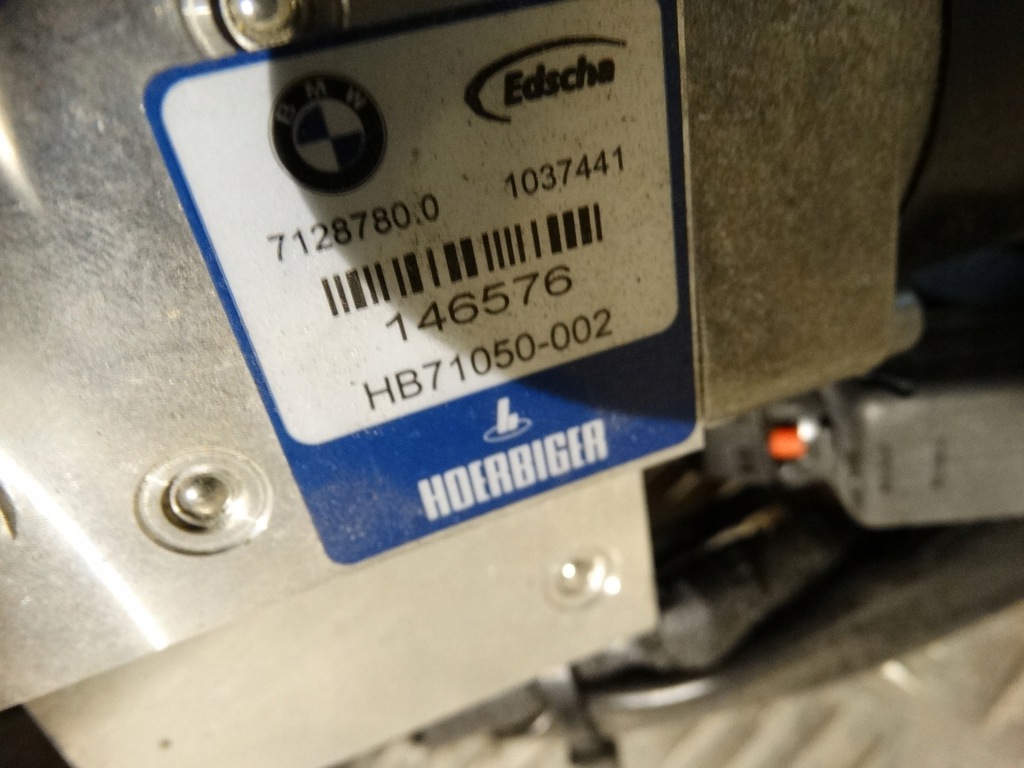 BMW
Edscha
7128780.0 1037441
146576
HB71050-002
HOERBIGER